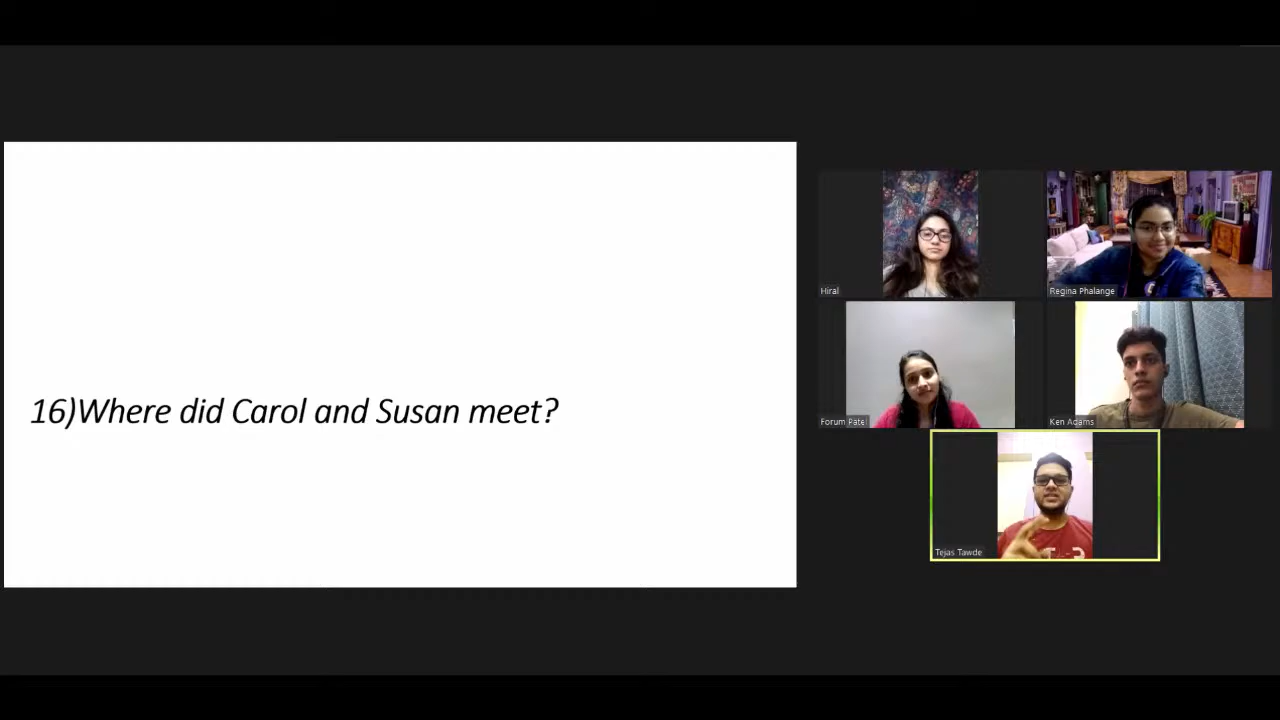 16)Where did Carol and Susan meet?
Hiral
Regina Phalange
Forum Patel
Ken Adams
Tejas Tawde